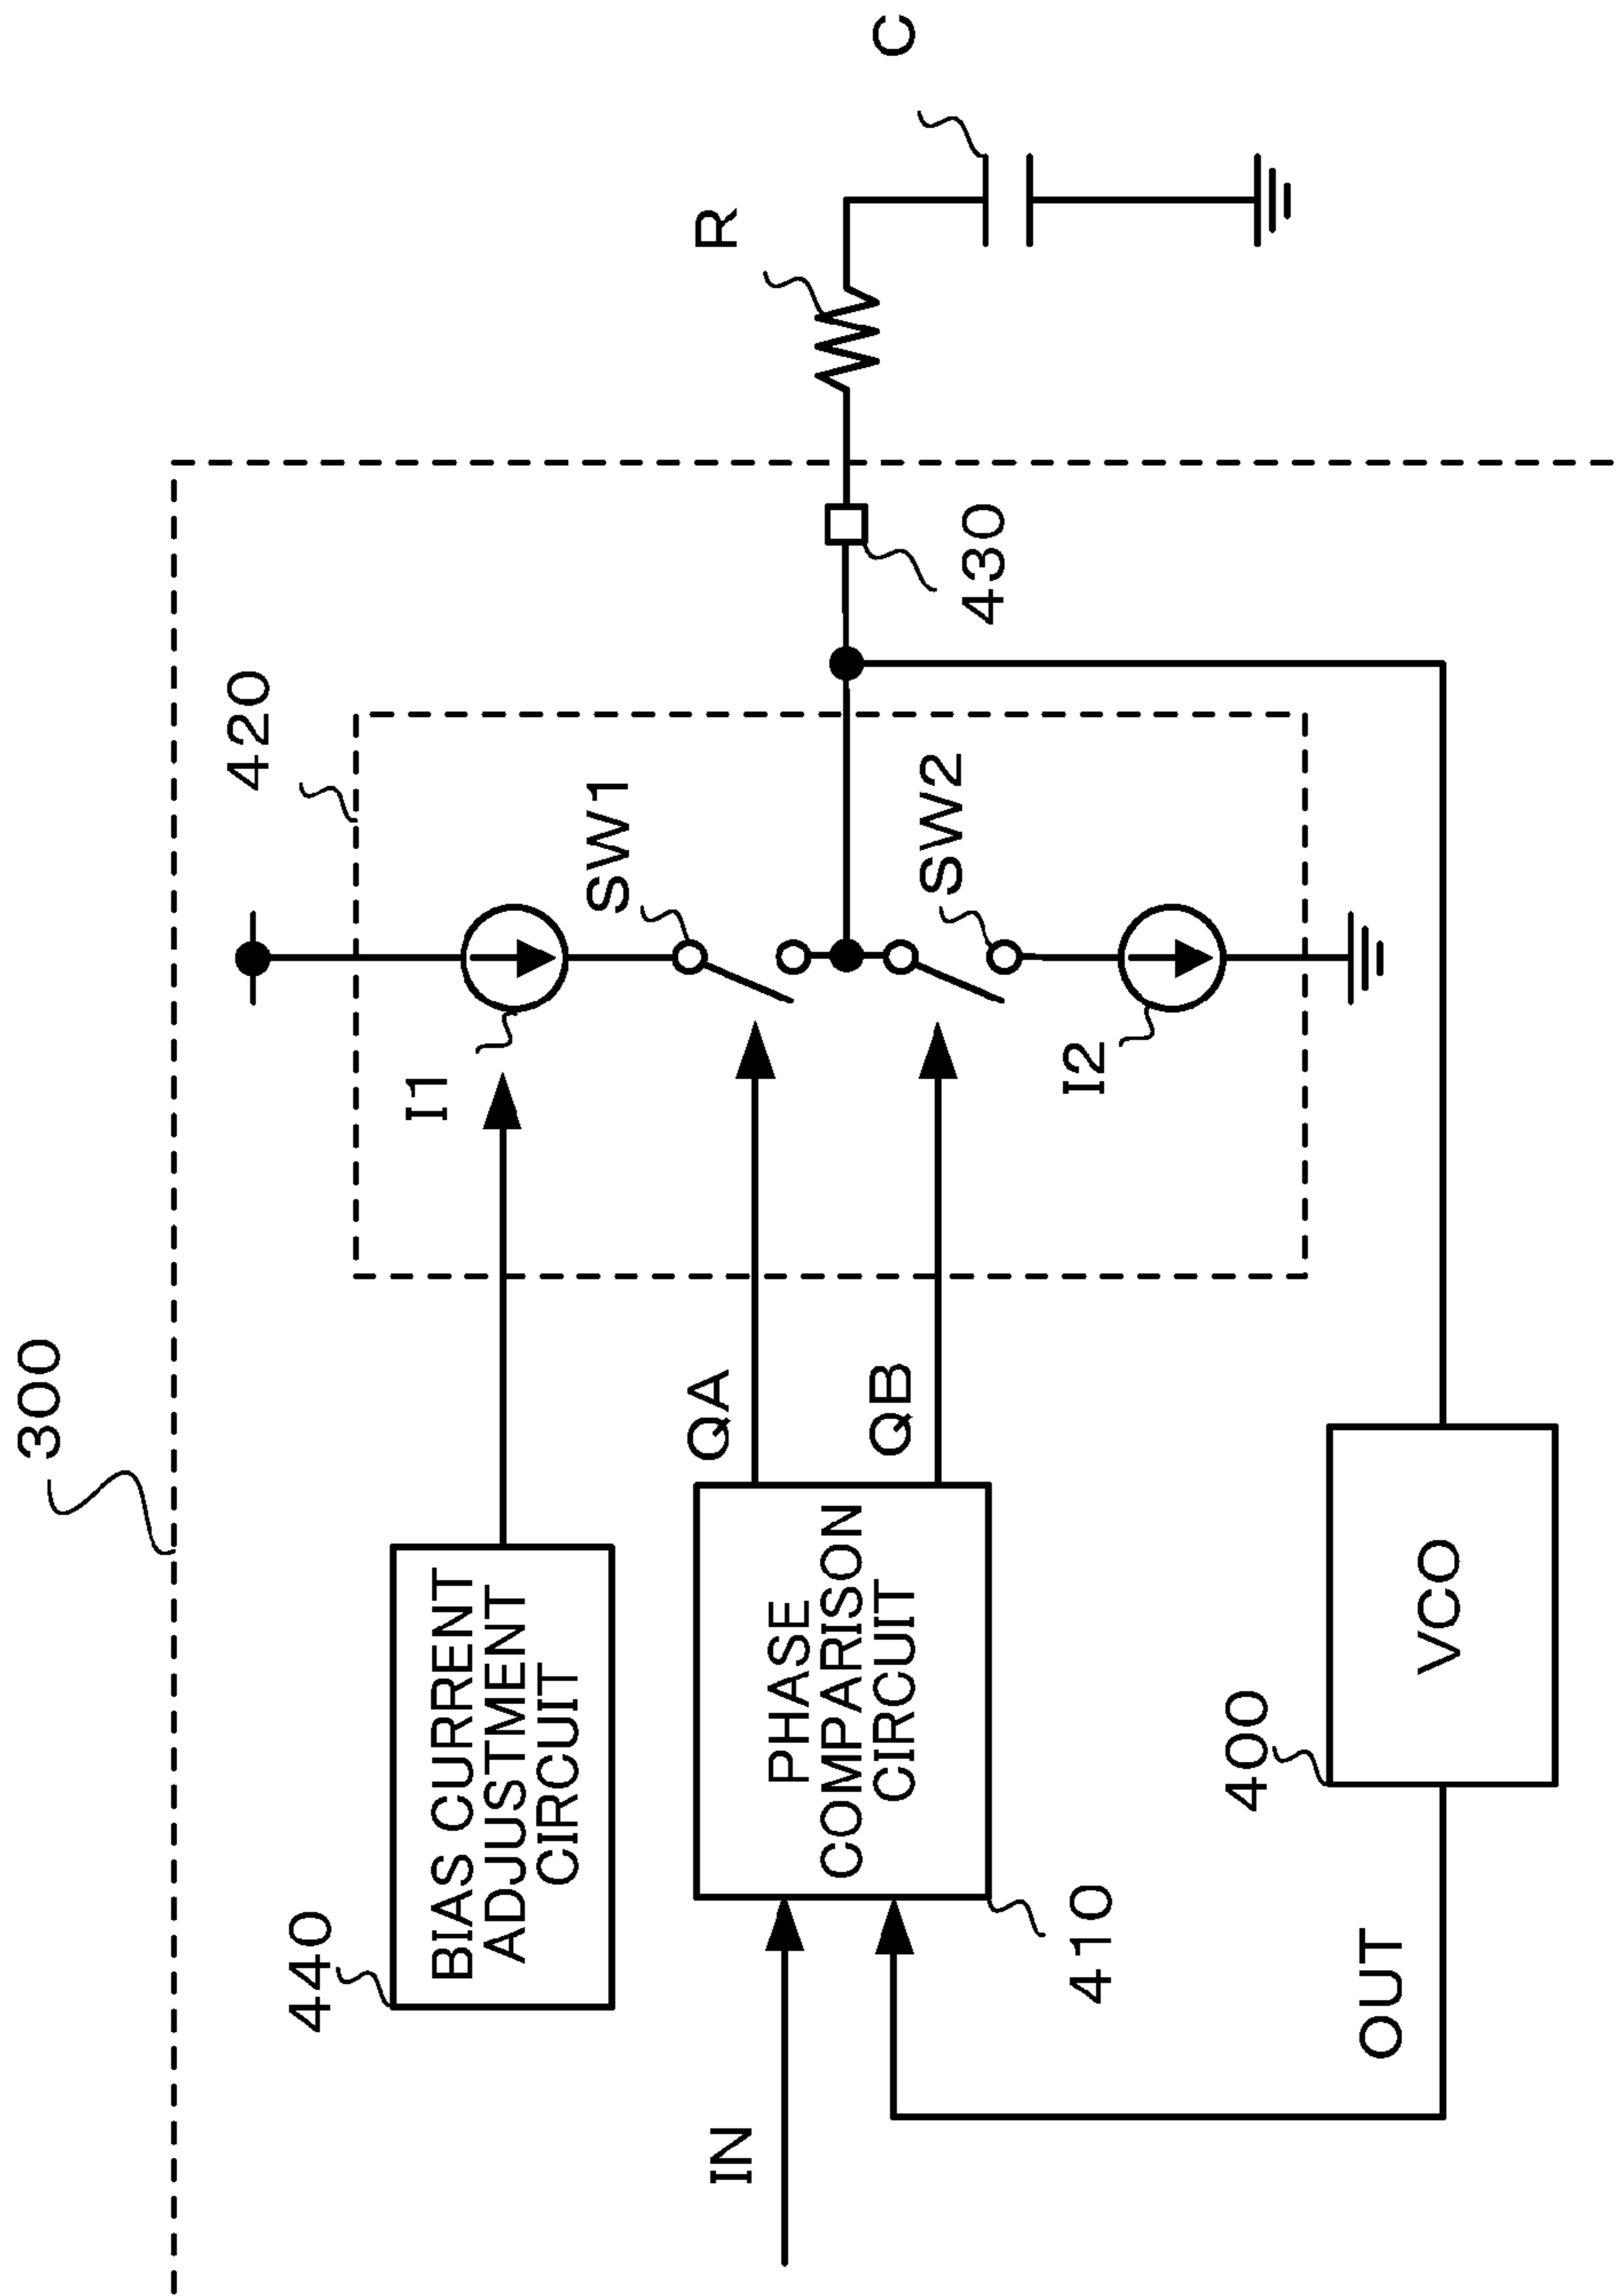 300
420
440
BIAS CURRENT
ADJUSTMENT
CIRCUIT
I1
SW1
R
C
IN
QA
PHASE
COMPARISON
CIRCUIT
QB
SW2
430
410
I2
400
OUT
VCO